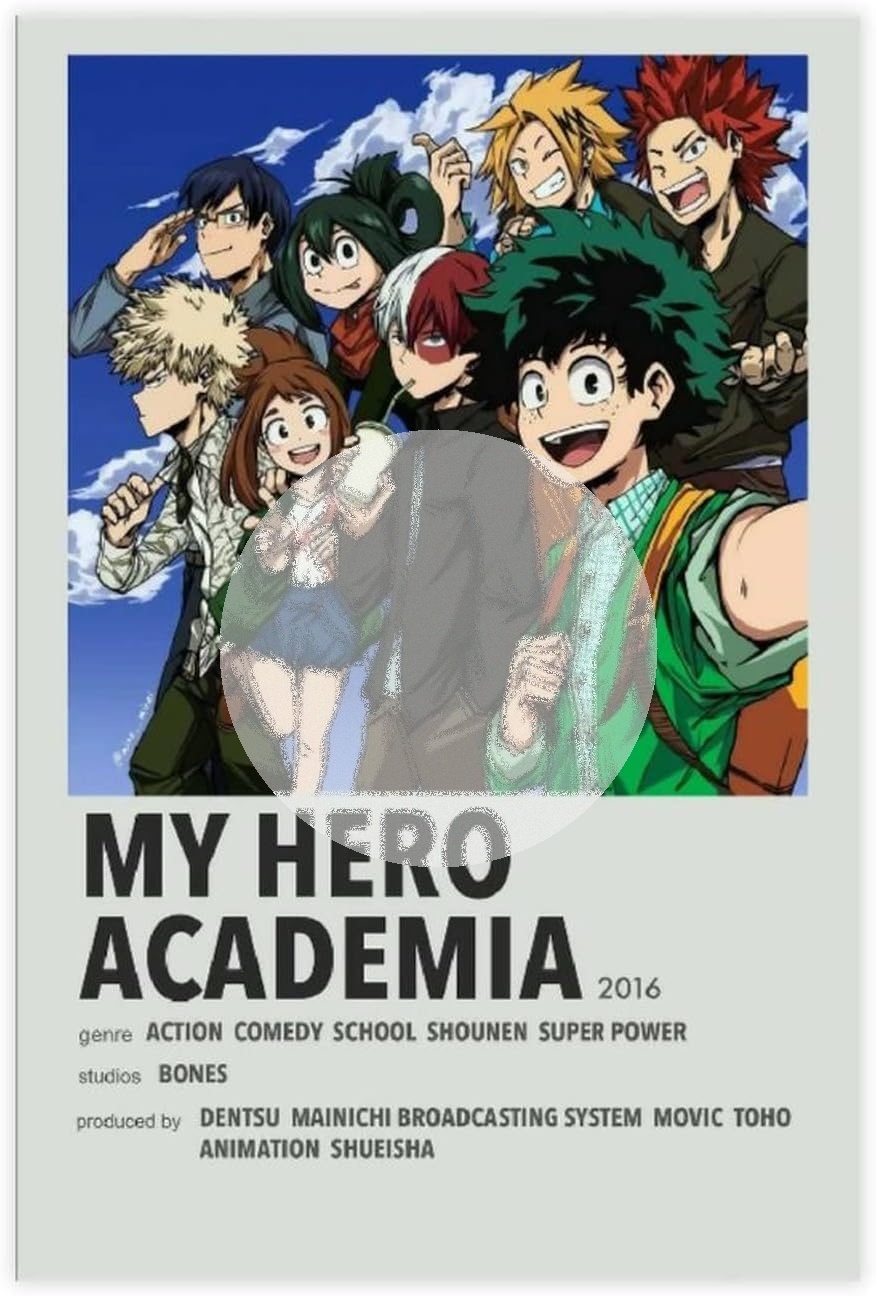 MY HERO
ACADEMIA 2016
genre ACTION COMEDY SCHOOL SHOUNEN SUPER POWER
studios BONES
produced by DENTSU MAINICHI BROADCASTING SYSTEM MOVIC TOHO
ANIMATION SHUEISHA